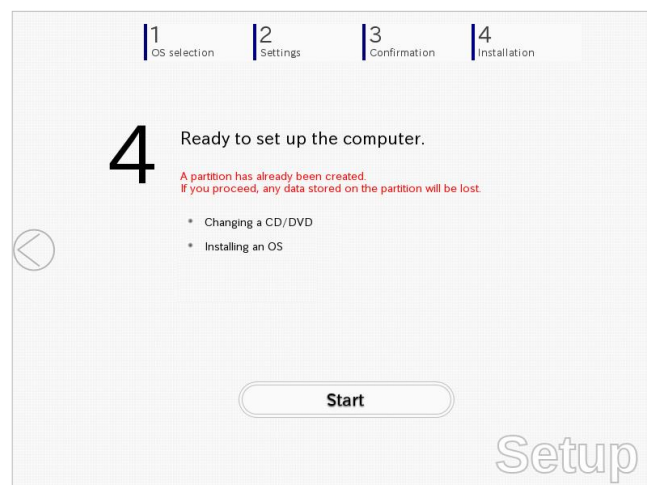 1
OS selection
2
Settings
3
Confirmation
4
Installation
4
Ready to set up the computer.
A partition has already been created.
If you proceed, any data stored on the partition will be lost.
Changing a CD/DVD
Installing an OS
Start
Setup